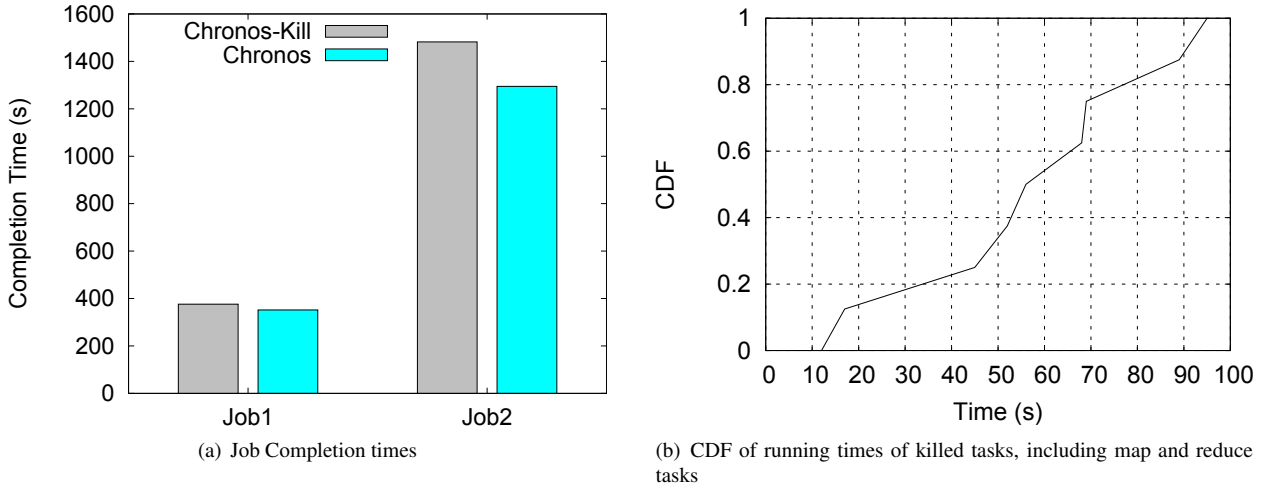 1600
1400
1200
1000
800
600
400
200
0
Completion Time (s)
Chronos-Kill
Chronos
Job1
Job2
(a) Job Completion times
1
0.8
0.6
0.4
0.2
0
CDF
0 10 20 30 40 50 60 70 80 90 100
Time (s)
(b) CDF of running times of killed tasks, including map and reduce
tasks